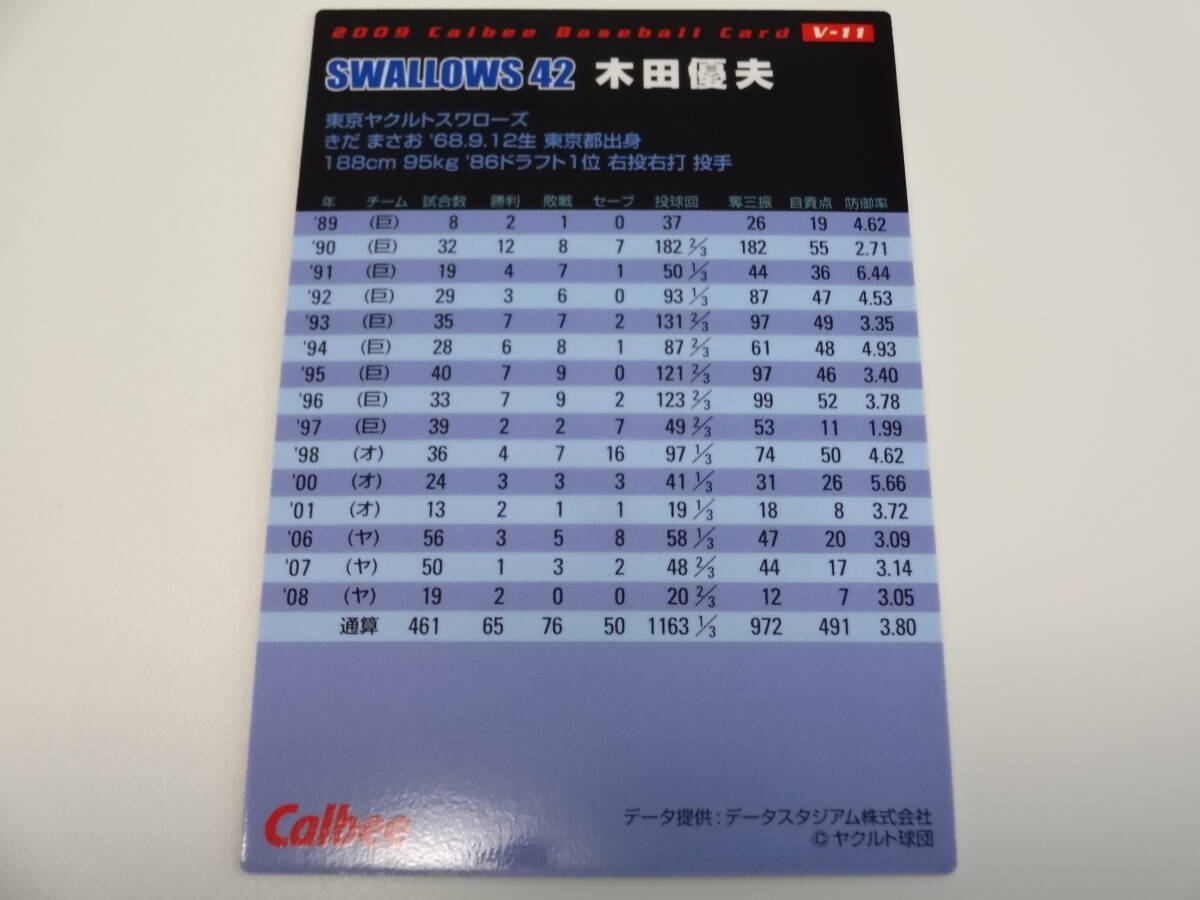 2009 Calbee Baseball Card V-11
SWALLOWS 42 木田優夫
東京ヤクルトスワローズ
きだ まさお '68.9.12生 東京都出身
188cm 95kg '86ドラフト1位 右投右打 投手
年 チーム 試合数 勝利 敗戦 セーブ 投球回 奪三振 自責点 防御率
'89 (巨) 8 2 1 0 37 26 19 4.62
'90 (巨) 32 12 8 7 182 2/3 182 55 2.71
'91 (巨) 19 4 7 1 50 1/3 44 36 6.44
'92 (巨) 29 3 6 0 93 1/3 87 47 4.53
'93 (巨) 35 7 7 2 131 2/3 97 49 3.35
'94 (巨) 28 6 8 1 87 2/3 61 48 4.93
'95 (巨) 40 7 9 0 121 2/3 97 46 3.40
'96 (巨) 33 7 9 2 123 2/3 99 52 3.78
'97 (巨) 39 2 2 7 49 2/3 53 11 1.99
'98 (オ) 36 4 7 16 97 1/3 74 50 4.62
'00 (オ) 24 3 3 3 41 1/3 31 26 5.66
'01 (オ) 13 2 1 1 19 1/3 18 8 3.72
'06 (ヤ) 56 3 5 8 58 1/3 47 20 3.09
'07 (ヤ) 50 1 3 2 48 2/3 44 17 3.14
'08 (ヤ) 19 2 0 0 20 2/3 12 7 3.05
通算 461 65 76 50 1163 1/3 972 491 3.80
Calbee
データ提供:データスタジアム株式会社
©ヤクルト球団